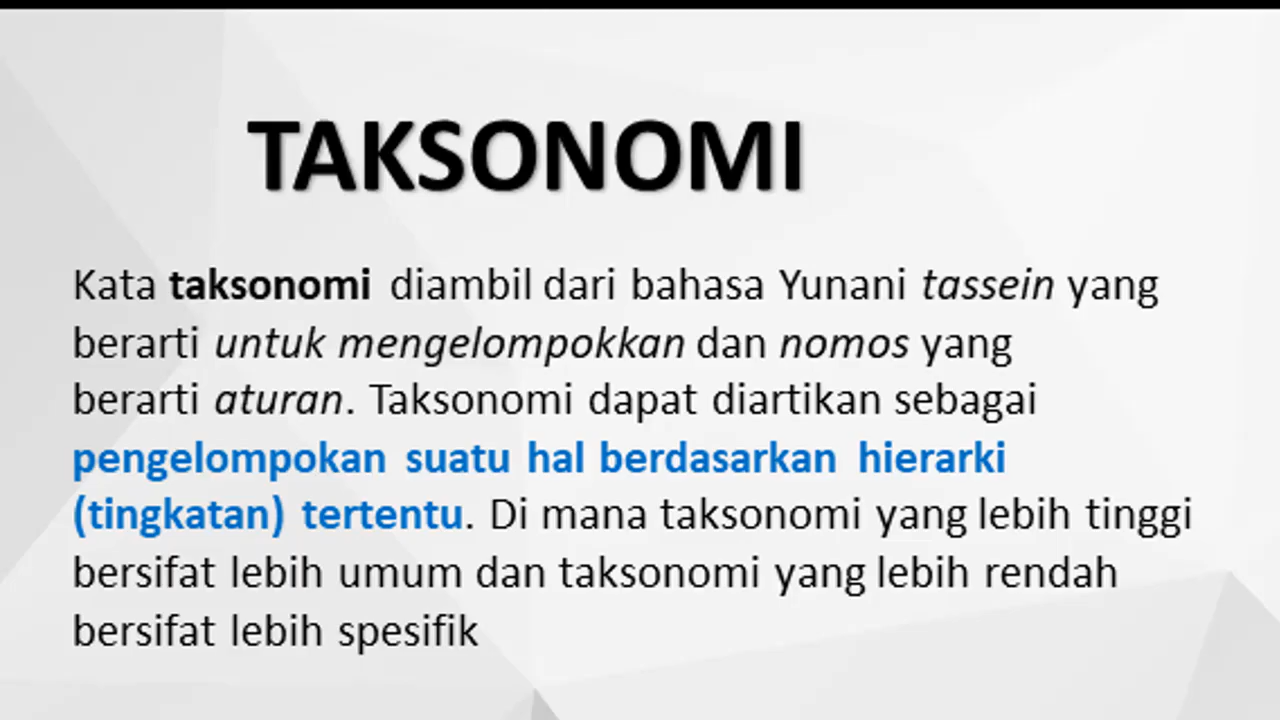 TAKSONOMI
Kata taksonomi diambil dari bahasa Yunani tassein yang
berarti untuk mengelompokkan dan nomos yang
berarti aturan. Taksonomi dapat diartikan sebagai
pengelompokan suatu hal berdasarkan hierarki
(tingkatan) tertentu. Di mana taksonomi yang lebih tinggi
bersifat lebih umum dan taksonomi yang lebih rendah
bersifat lebih spesifik